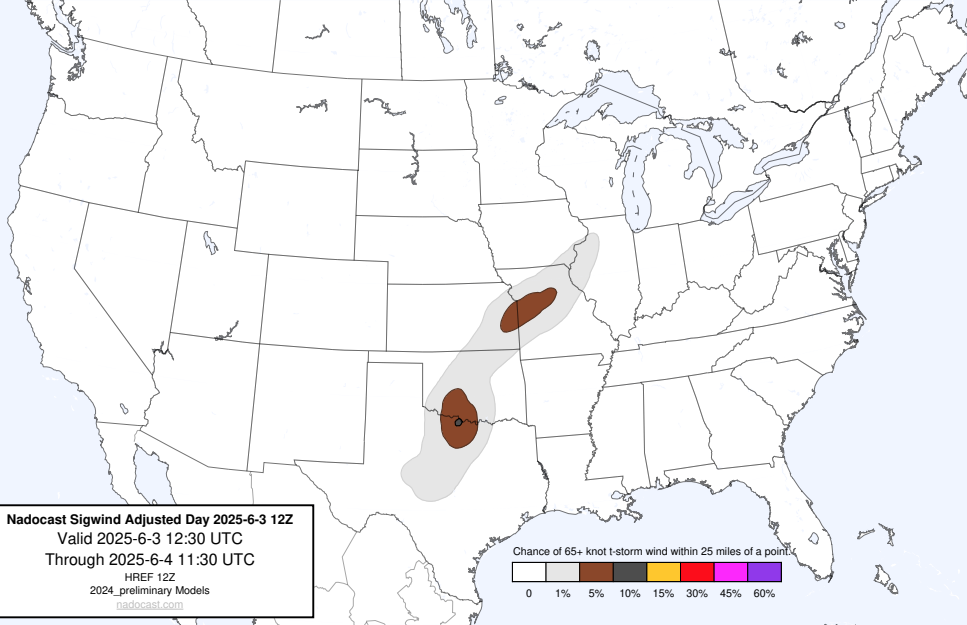 Nadocast Sigwind Adjusted Day 2025-6-3 12Z
Valid 2025-6-3 12:30 UTC
Through 2025-6-4 11:30 UTC
HREF 12Z
2024_preliminary Models
nadocast.com
Chance of 65+ knot t-storm wind within 25 miles of a point.
0 1% 5% 10% 15% 30% 45% 60%